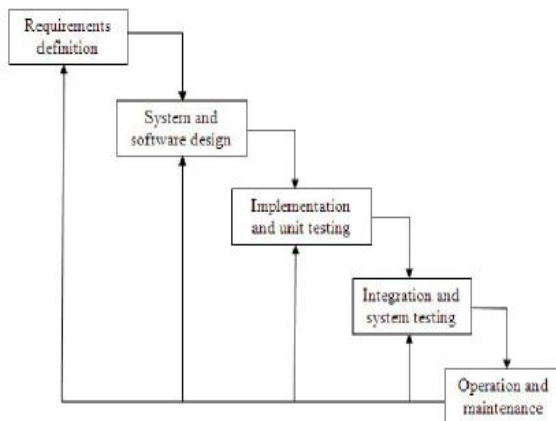 Requirements
definition
System and
software design
Implementation
and unit testing
Integration and
system testing
Operation and
maintenance